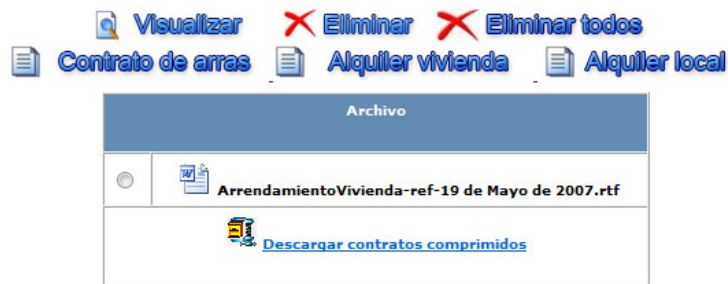 Visualizar Eliminar Eliminar todos
Contrato de arras Alquiler vivienda Alquiler local
Archivo
ArrendamientoVivienda-ref-19 de Mayo de 2007.rtf
Descargar contratos comprimidos